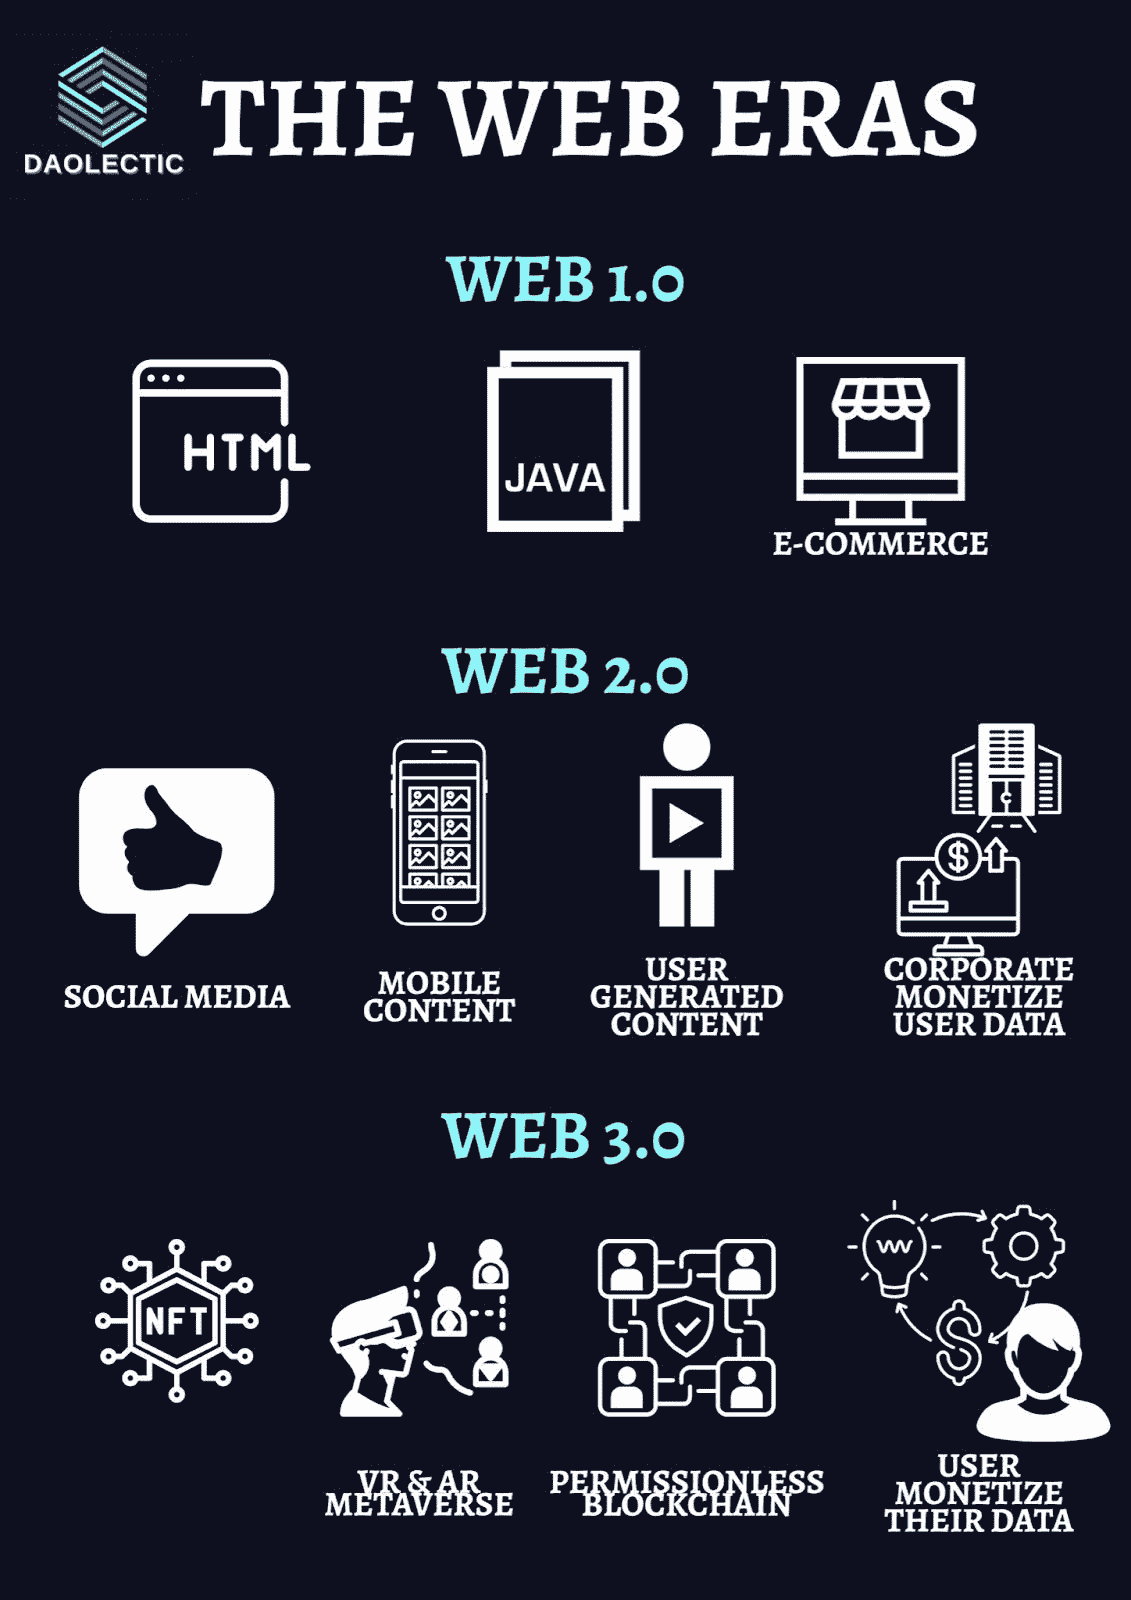 DAOLECTIC
THE WEB ERAS
WEB 1.0
HTML
JAVA
E-COMMERCE
WEB 2.0
SOCIAL MEDIA
MOBILE
CONTENT
USER
GENERATED
CONTENT
$
CORPORATE
MONETIZE
USER DATA
WEB 3.0
NFT
VR & AR
METAVERSE
PERMISSIONLESS
BLOCKCHAIN
$
USER
MONETIZE
THEIR DATA